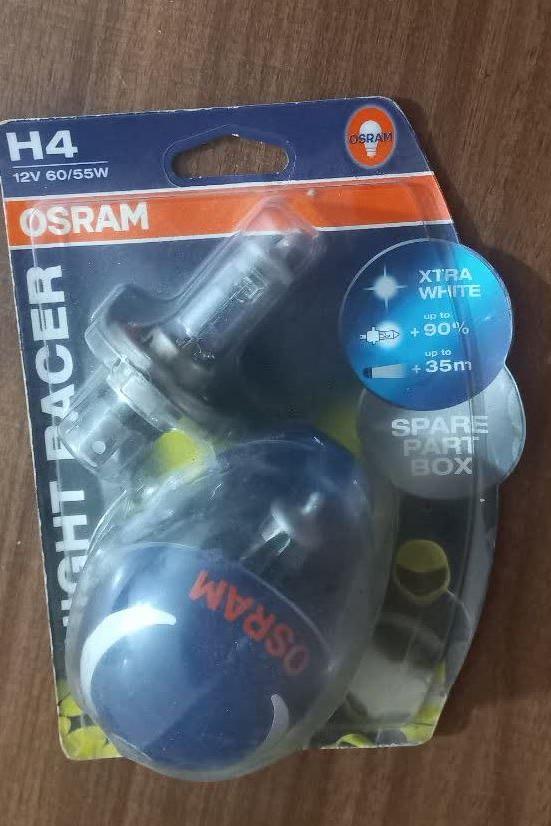 H4
12V 60/55W
OSRAM
OSRAM
XTRA
WHITE
up to
+90%
up to
+35m
SPARE
PART
BOX
RACER
OSRAM